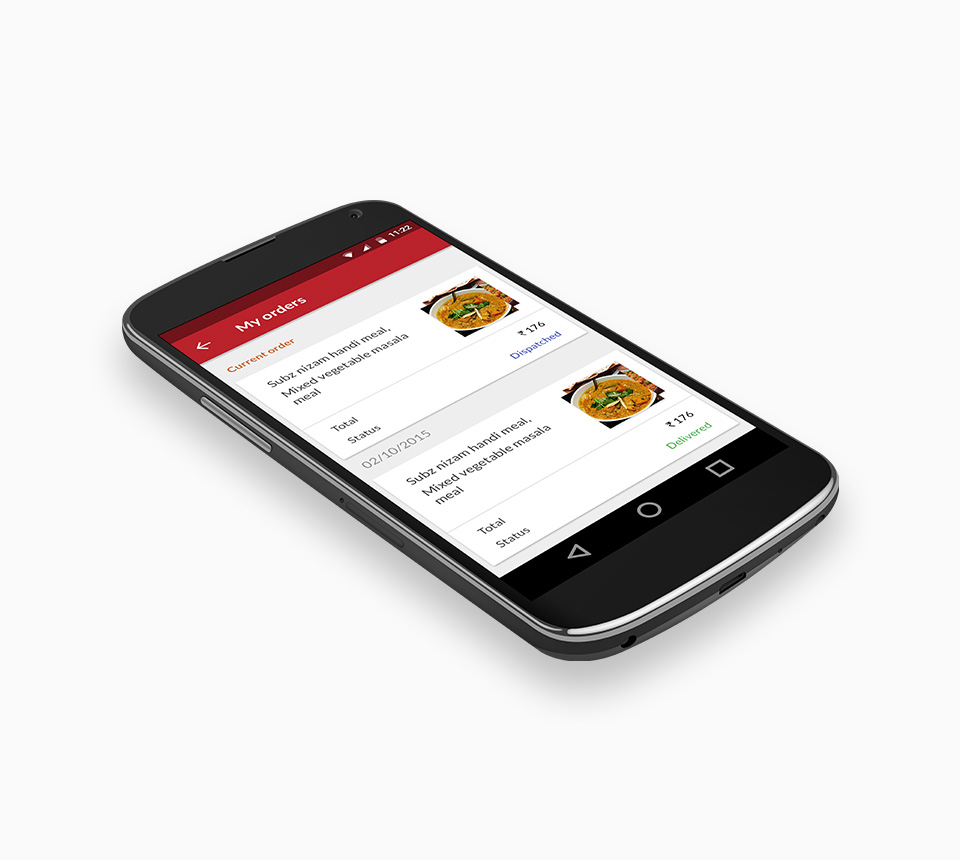 11:22
My orders
Current order
Subz nizam handi meal,
Mixed vegetable masala
meal
Total ₹ 176
Status Dispatched
02/10/2015
Subz nizam handi meal,
Mixed vegetable masala
meal
Total ₹ 176
Status Delivered